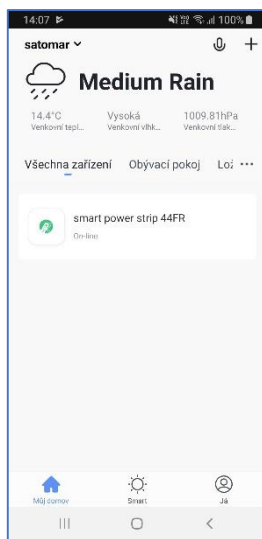 14:07 100%
satomar
Medium Rain
14.4°C Vysoká 1009.81hPa
Venkovní tepl... Venkovní vlhk... Venkovní tlak...
Všechna zařízení Obývací pokoj Lož ...
smart power strip 44FR
On-line
Můj domov Smart Já